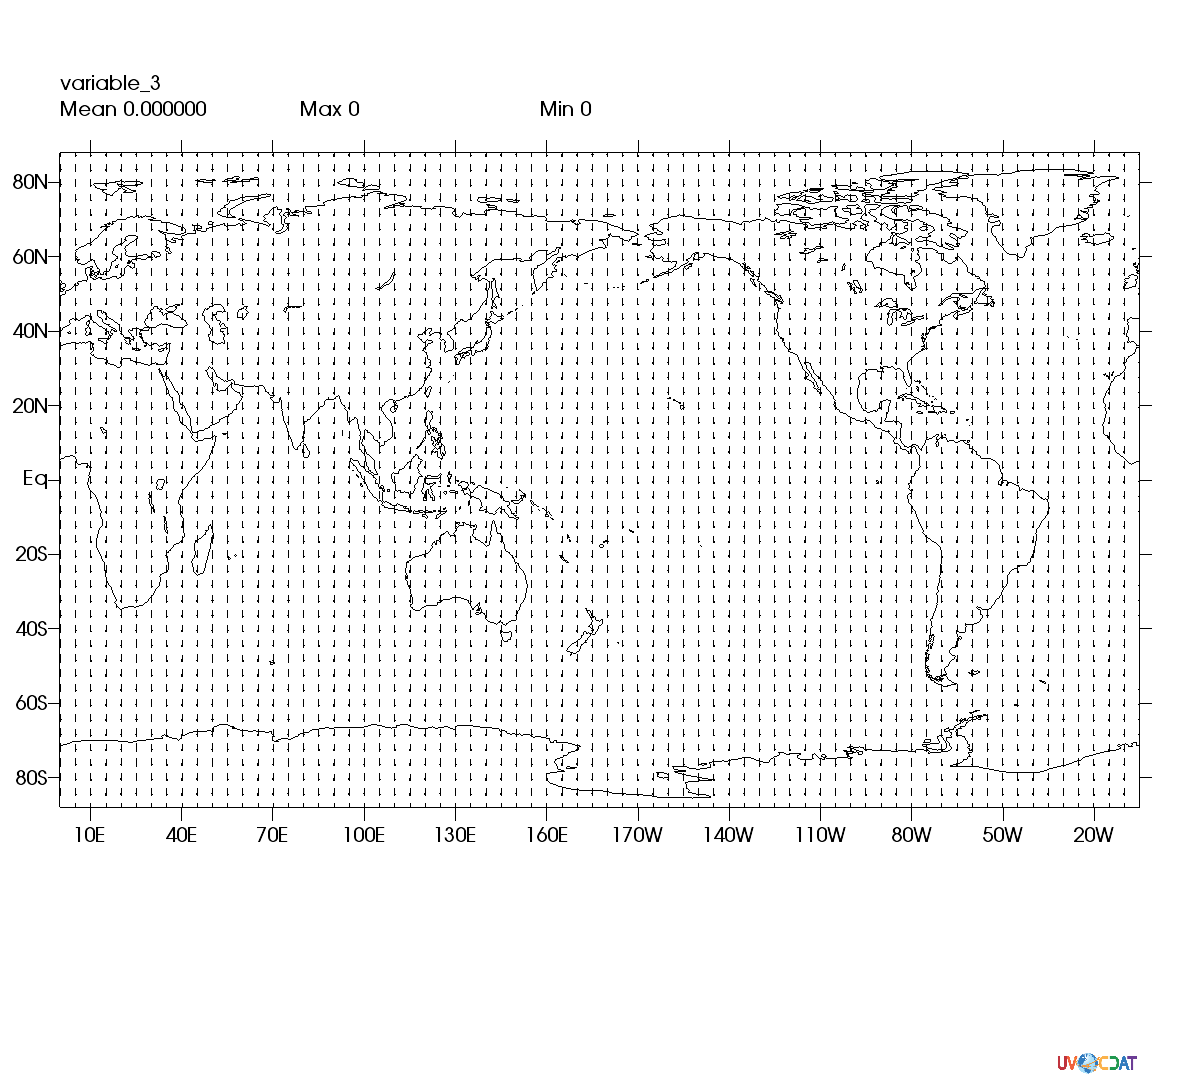 variable_3
Mean 0.000000 Max 0 Min 0
80N
60N
40N
20N
Eq
20S
40S
60S
80S
10E 40E 70E 100E 130E 160E 170W 140W 110W 80W 50W 20W
UV CDAT